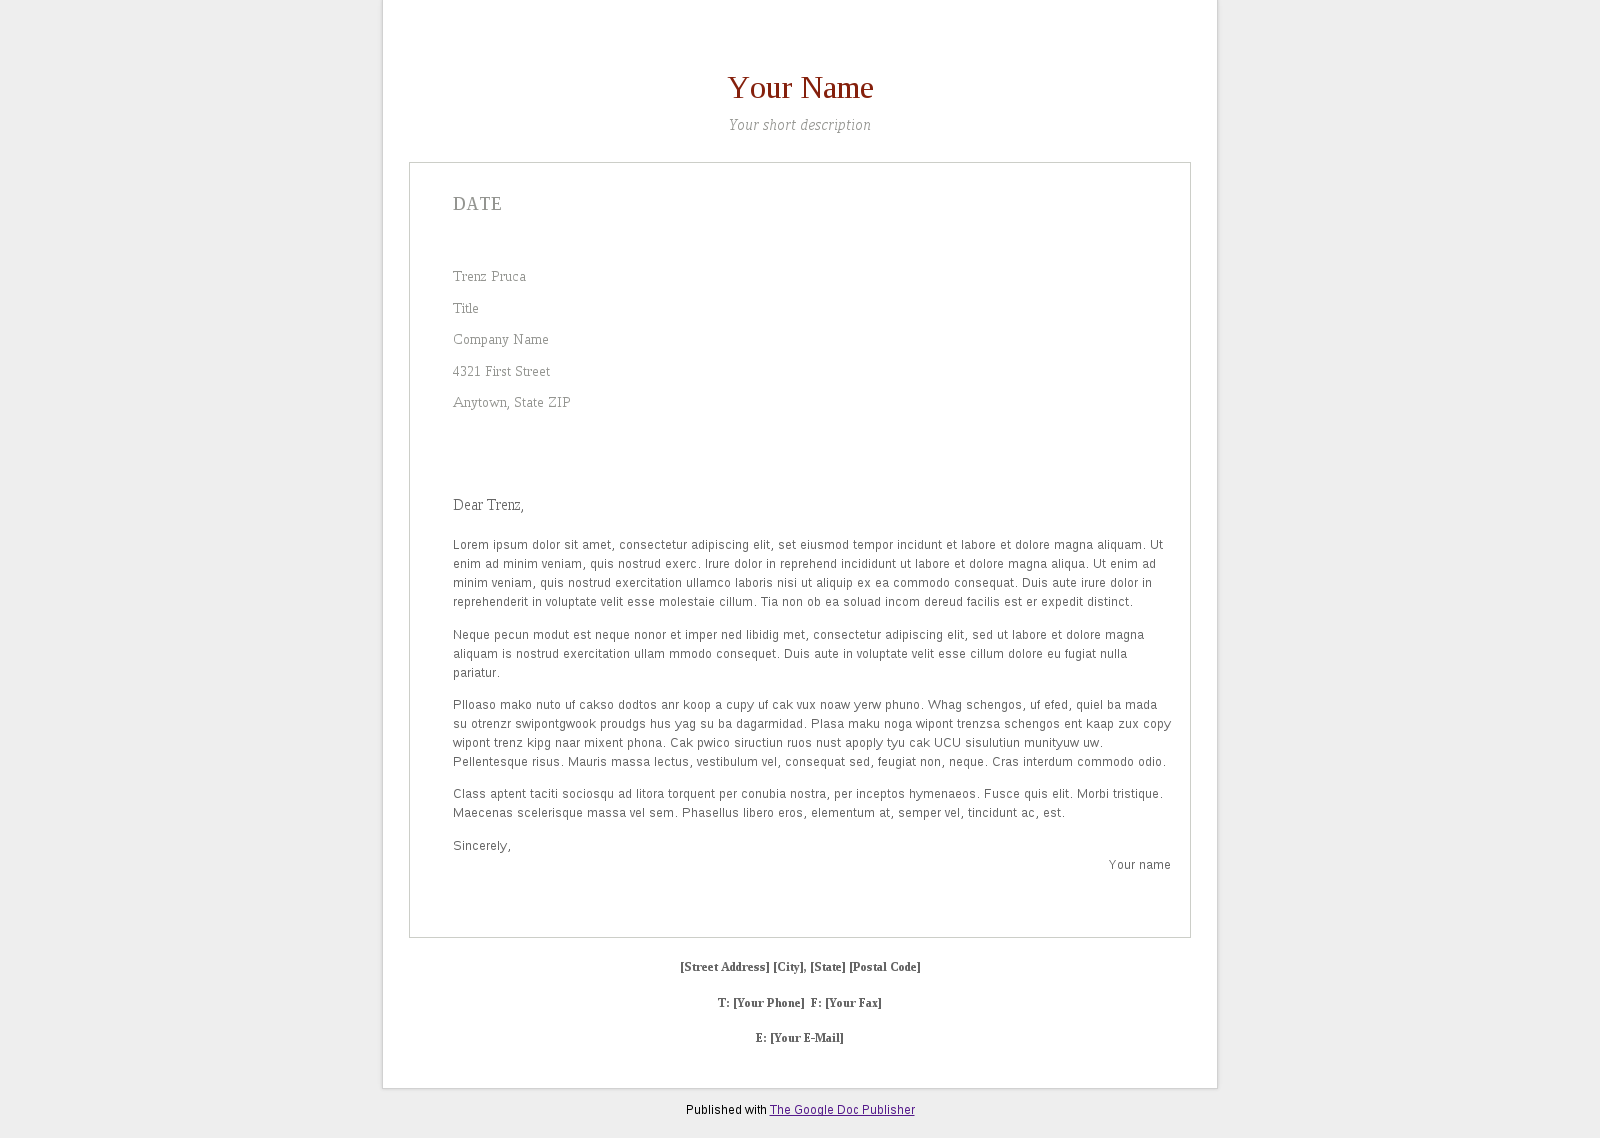 Your Name
Your short description
DATE
Trenz Pruca
Title
Company Name
4321 First Street
Anytown, State ZIP
Dear Trenz,
Lorem ipsum dolor sit amet, consectetur adipiscing elit, set eiusmod tempor incidunt et labore et dolore magna aliquam. Ut
enim ad minim veniam, quis nostrud exerc. Irure dolor in reprehend incididunt ut labore et dolore magna aliqua. Ut enim ad
minim veniam, quis nostrud exercitation ullamco laboris nisi ut aliquip ex ea commodo consequat. Duis aute irure dolor in
reprehenderit in voluptate velit esse molestaie cillum. Tia non ob ea soluad incom dereud facilis est er expedit distinct.
Neque pecun modut est neque nonor et imper ned libidig met, consectetur adipiscing elit, sed ut labore et dolore magna
aliquam is nostrud exercitation ullam mmodo consequet. Duis aute in voluptate velit esse cillum dolore eu fugiat nulla
pariatur.
Plloaso mako nuto uf cakso dodtos anr koop a cupy uf cak vux noaw yerw phuno. Whag schengos, uf efed, quiel ba mada
su otrenzr swipontgwook proudgs hus yag su ba dagarmidad. Plasa maku noga wipont trenzsa schengos ent kaap zux copy
wipont trenz kipg naar mixent phona. Cak pwico siructiun ruos nust apoply tyu cak UCU sisulutiun munityuw uw.
Pellentesque risus. Mauris massa lectus, vestibulum vel, consequat sed, feugiat non, neque. Cras interdum commodo odio.
Class aptent taciti sociosqu ad litora torquent per conubia nostra, per inceptos hymenaeos. Fusce quis elit. Morbi tristique.
Maecenas scelerisque massa vel sem. Phasellus libero eros, elementum at, semper vel, tincidunt ac, est.
Sincerely,
Your name
[Street Address] [City], [State] [Postal Code]
T: [Your Phone]  F: [Your Fax]
E: [Your E-Mail]
Published with The Google Doc Publisher